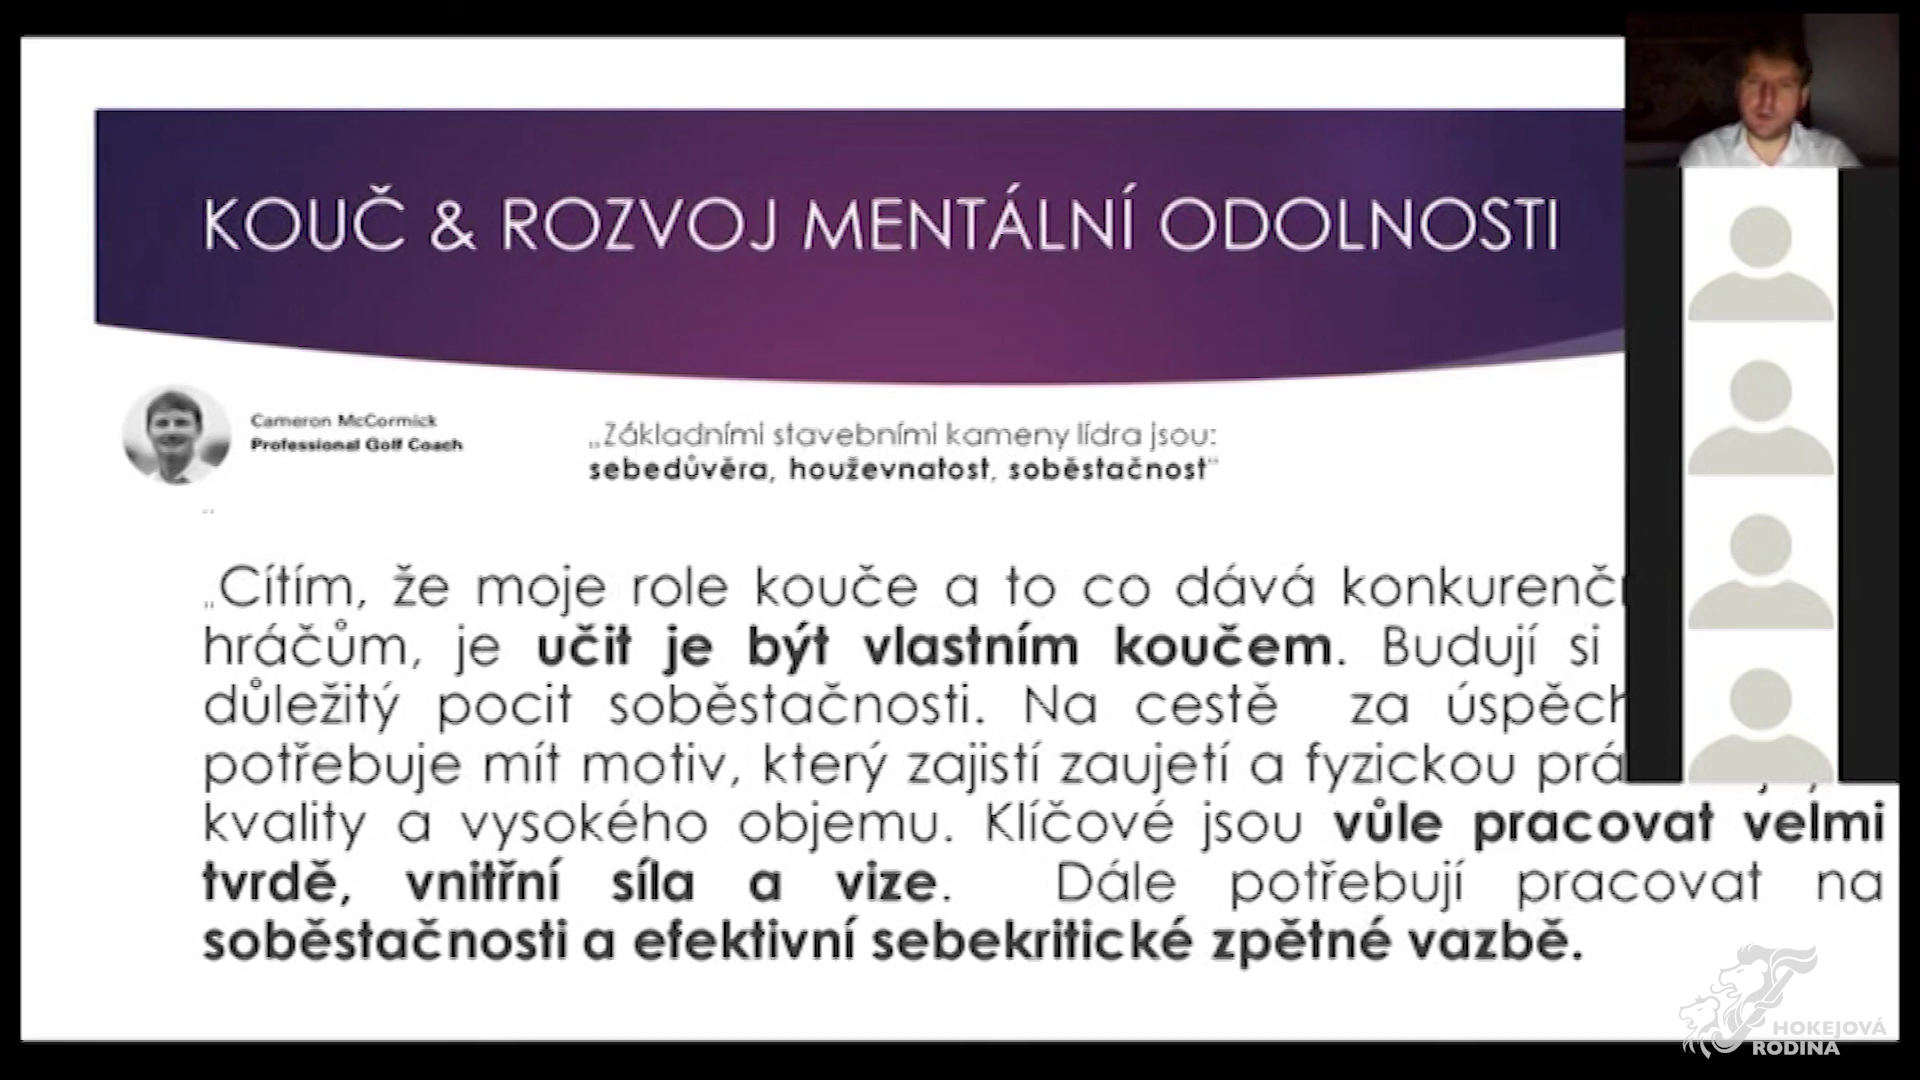 KOUČ & ROZVOJ MENTÁLNÍ ODOLNOSTI
Cameron McCormick
Professional Golf Coach
„Základními stavebními kameny lídra jsou:
sebedůvěra, houževnatost, soběstačnost“
„Cítím, že moje role kouče a to co dává
hráčům, je učit je být vlastním koučem. Budují si
důležitý pocit soběstačnosti. Na cestě za
potřebuje mít motiv, který zajistí zaujetí a fyzickou
kvality a vysokého objemu. Klíčové jsou vůle pracovat velmi
tvrdě, vnitřní síla a vize. Dále potřebují pracovat na
soběstačnosti a efektivní sebekritické zpětné vazbě.
HOKEJOVÁ
RODINA